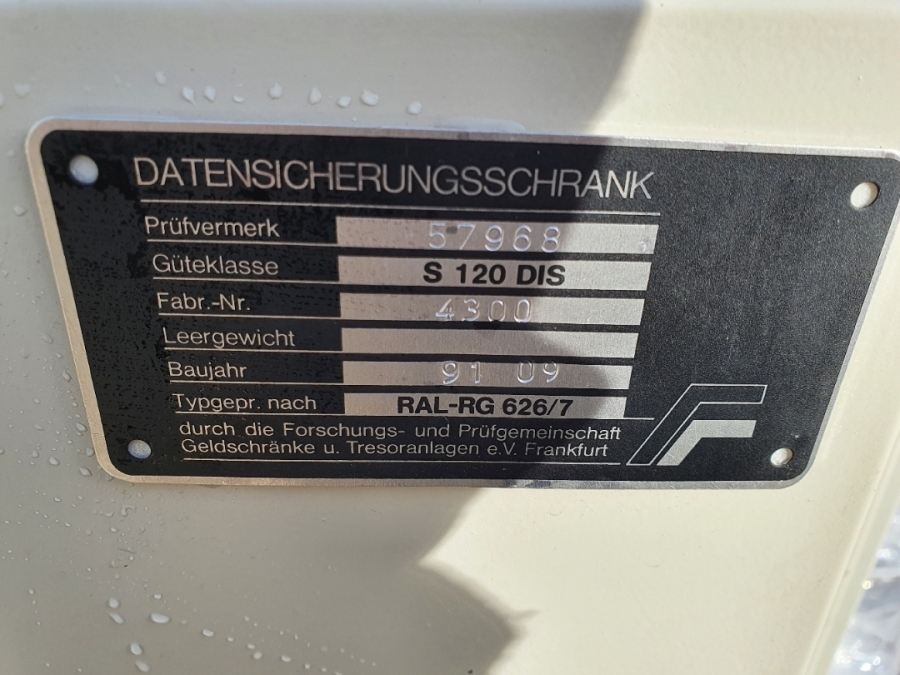 DATENSICHERUNGSSCHRANK
Prüfvermerk 57968
Güteklasse S 120 DIS
Fabr.-Nr. 4300
Leergewicht
Baujahr 91 09
Typgepr. nach RAL-RG 626/7
durch die Forschungs- und Prüfgemeinschaft
Geldschränke u. Tresoranlagen e.V. Frankfurt